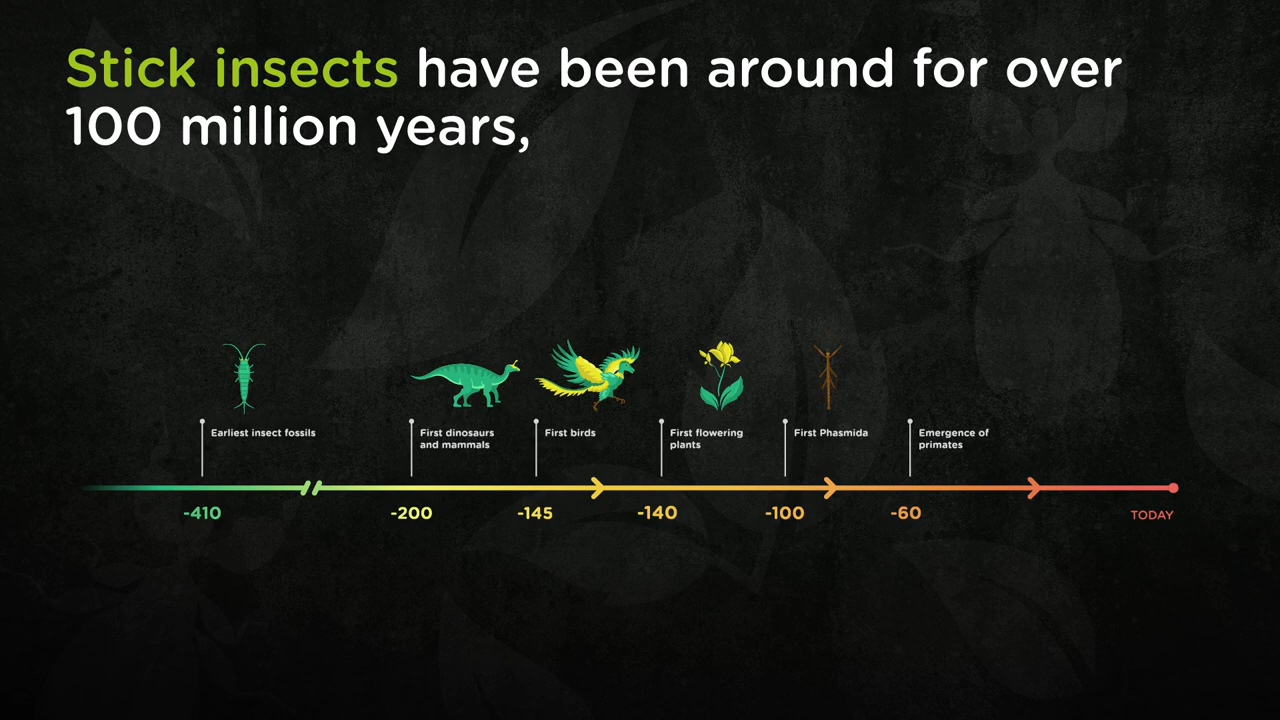 Stick insects have been around for over
100 million years,
Earliest insect fossils
First dinosaurs
and mammals
First birds
First flowering
plants
First Phasmida
Emergence of
primates
-410
-200
-145
-140
-100
-60
TODAY